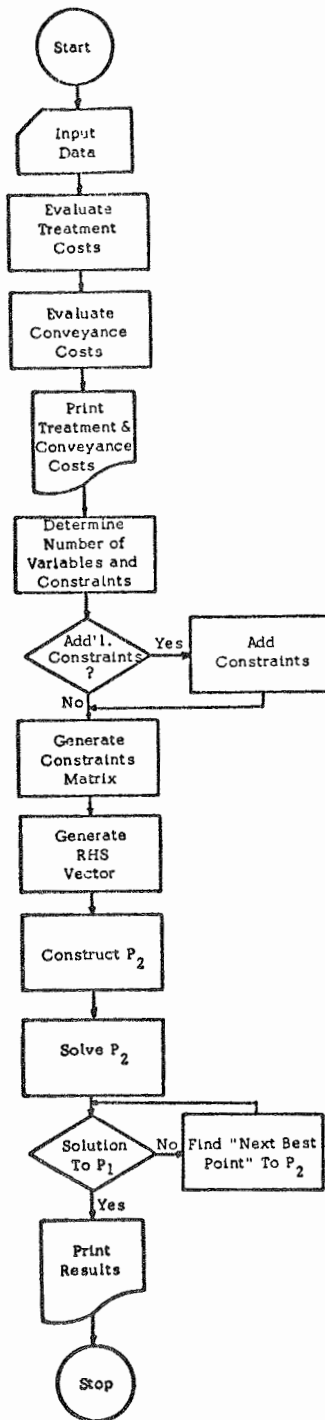 Start
Input
Data
Evaluate
Treatment
Costs
Evaluate
Conveyance
Costs
Print
Treatment &
Conveyance
Costs
Determine
Number of
Variables and
Constraints
Add'l.
Constraints
?
Yes
Add
Constraints
No
Generate
Constraints
Matrix
Generate
RHS
Vector
Construct P2
Solve P2
Solution
To P1
No
Find "Next Best
Point" To P2
Yes
Print
Results
Stop